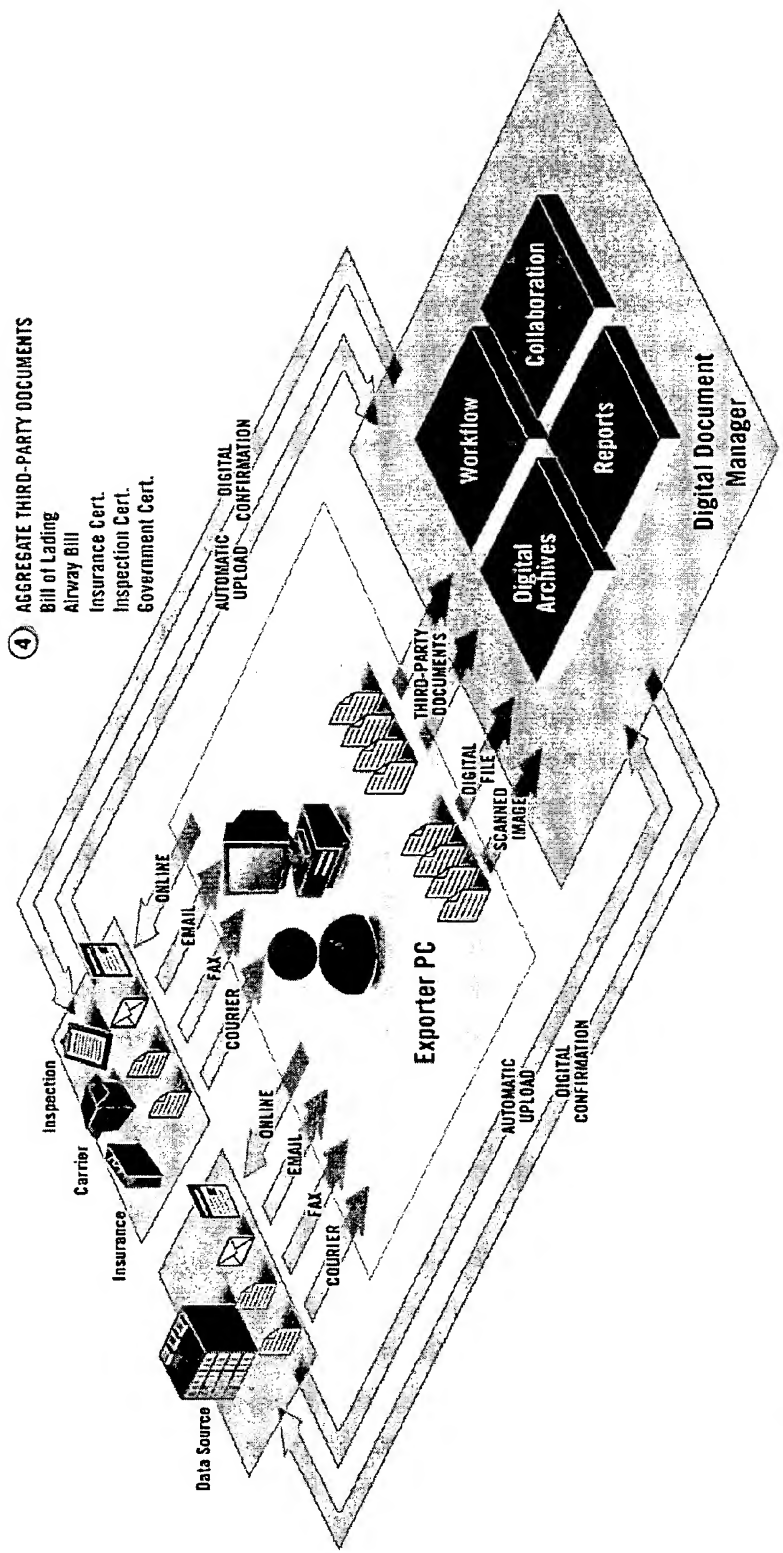 4 AGGREGATE THIRD-PARTY DOCUMENTS
Bill of Lading
Airway Bill
Insurance Cert.
Inspection Cert.
Government Cert.
AUTOMATIC
UPLOAD
DIGITAL
CONFIRMATION
Inspection
Carrier
Insurance
Data Source
ONLINE
EMAIL
FAX
COURIER
ONLINE
EMAIL
FAX
COURIER
Exporter PC
THIRD-PARTY
DOCUMENTS
DIGITAL
FILE
SCANNED
IMAGE
AUTOMATIC
UPLOAD
DIGITAL
CONFIRMATION
Workflow
Collaboration
Digital
Archives
Reports
Digital Document
Manager